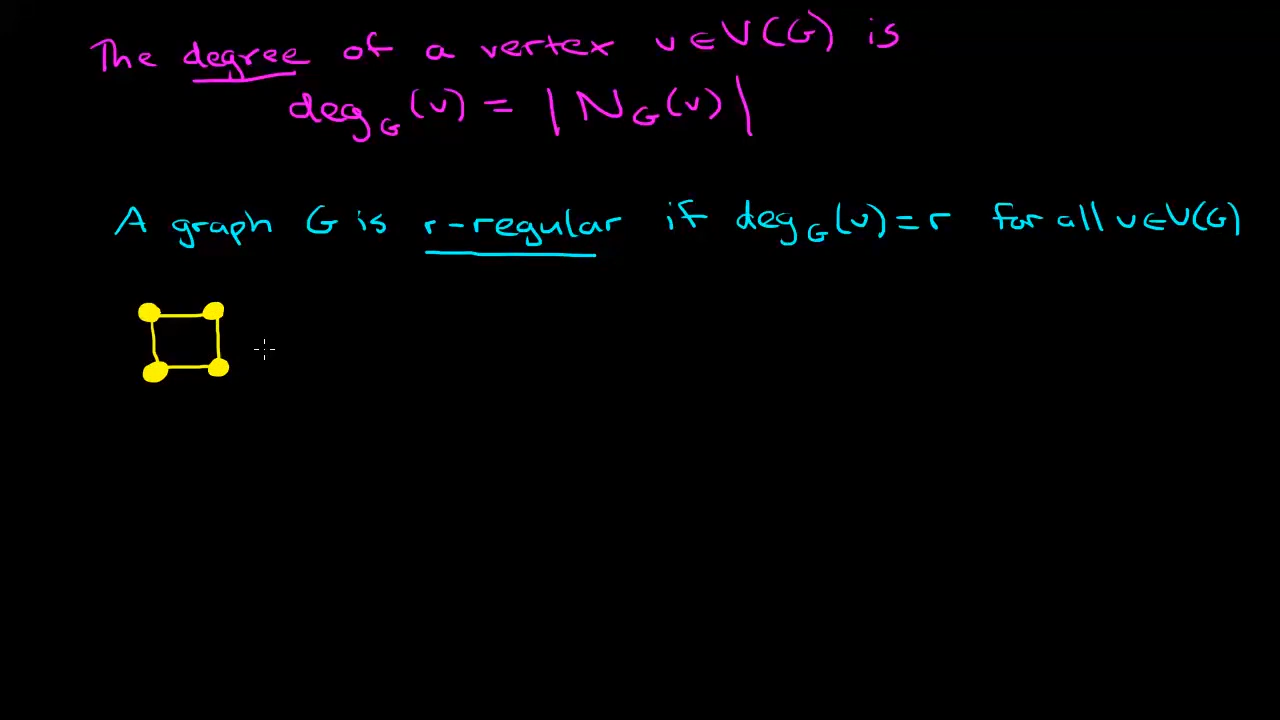 The degree of a vertex v∈V(G) is
deg_G(v) = |N_G(v)|
A graph G is r-regular if deg_G(v)=r for all v∈V(G)